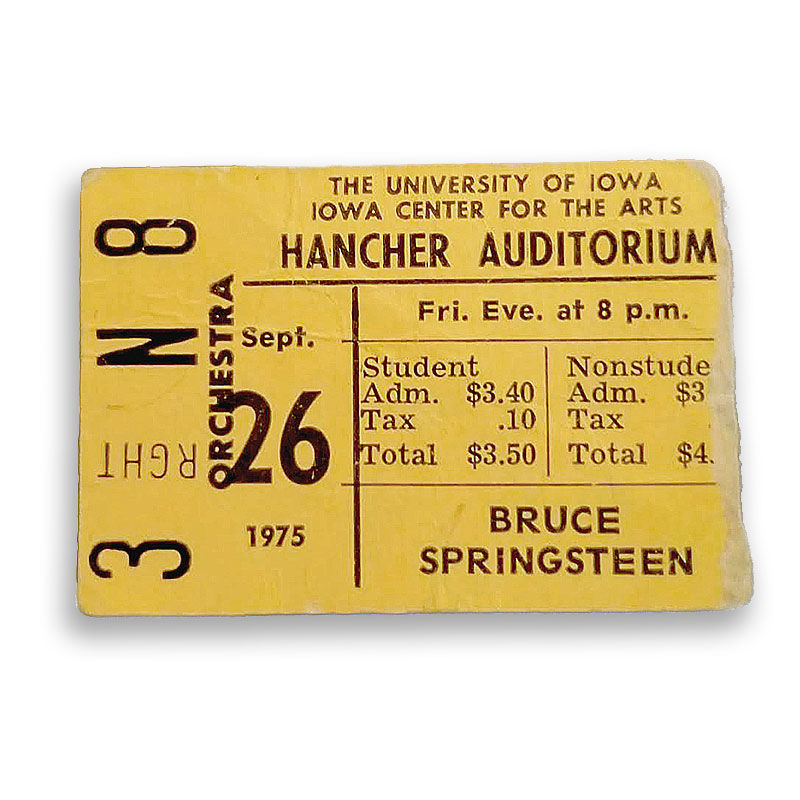 8
N
RGHT
3
ORCHESTRA
THE UNIVERSITY OF IOWA
IOWA CENTER FOR THE ARTS
HANCHER AUDITORIUM
Sept.
26
1975
Fri. Eve. at 8 p.m.
Student
Adm. $3.40
Tax .10
Total $3.50
Nonstude
Adm. $3
Tax
Total $4.
BRUCE
SPRINGSTEEN